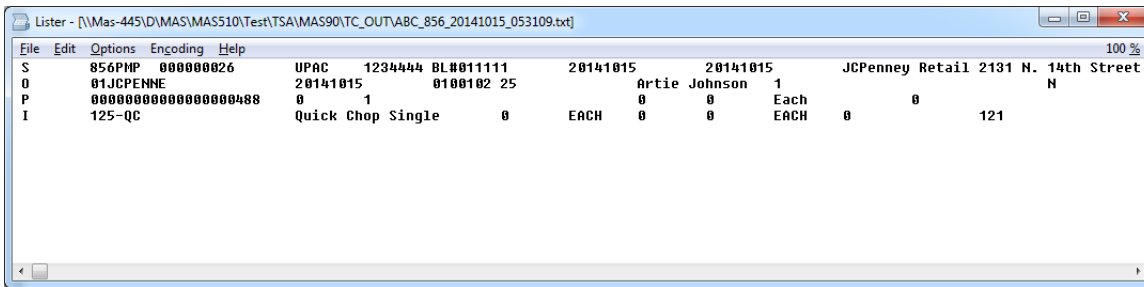 Lister - [\\Mas-445\D\MAS\MAS510\Test\TSA\MAS90\TC_OUT\ABC_856_20141015_053109.txt]
File Edit Options Encoding Help 100 %
S 856PMP 000000026 UPAC 1234444 BL#011111 20141015 20141015 JCPenney Retail 2131 N. 14th Street
O 01JCPENNE 20141015 0100102 25 Artie Johnson 1 N
P 00000000000000000488 0 1 0 0 Each 0
I 125-QC Quick Chop Single 0 EACH 0 0 EACH 0 121